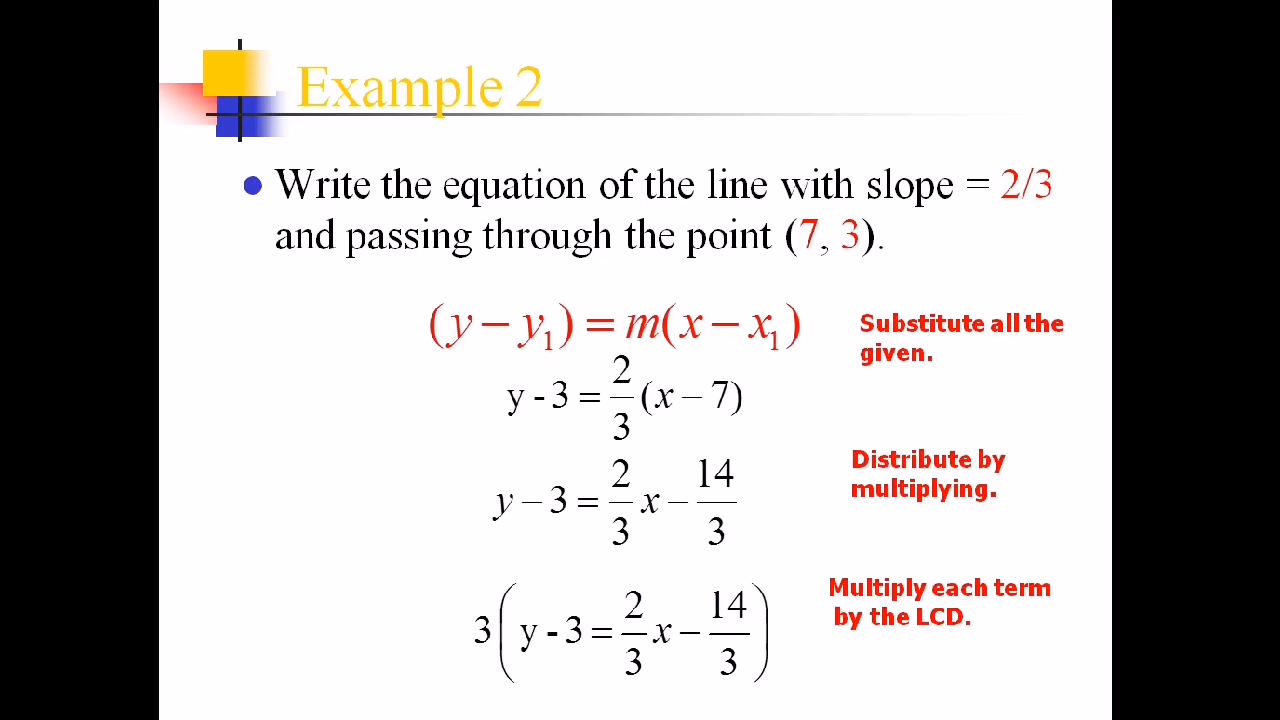 Example 2
Write the equation of the line with slope = 2/3
and passing through the point (7, 3).
(y − y₁) = m(x − x₁)
Substitute all the
given.
y - 3 = 2/3 (x − 7)
Distribute by
multiplying.
y − 3 = 2/3 x − 14/3
Multiply each term
by the LCD.
3(y - 3 = 2/3 x − 14/3)